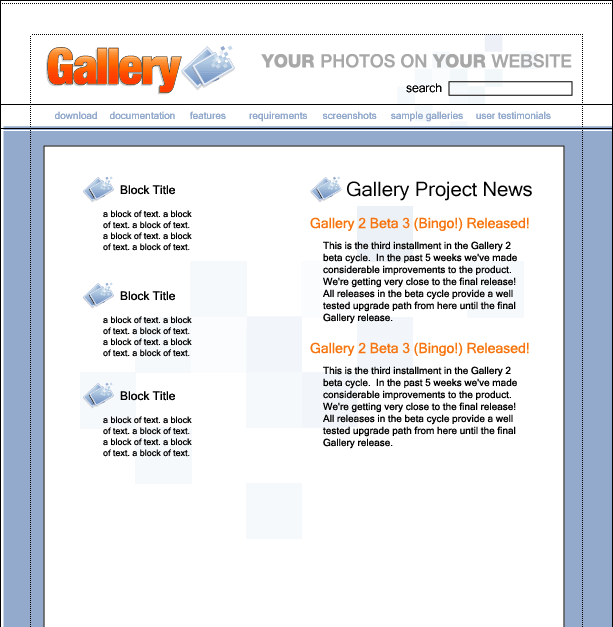 Gallery
YOUR PHOTOS ON YOUR WEBSITE
search
download documentation features requirements screenshots sample galleries user testimonials
Block Title
a block of text. a block
of text. a block of text.
a block of text. a block
of text. a block of text.
Block Title
a block of text. a block
of text. a block of text.
a block of text. a block
of text. a block of text.
Block Title
a block of text. a block
of text. a block of text.
a block of text. a block
of text. a block of text.
Gallery Project News
Gallery 2 Beta 3 (Bingo!) Released!
This is the third installment in the Gallery 2
beta cycle. In the past 5 weeks we've made
considerable improvements to the product.
We're getting very close to the final release!
All releases in the beta cycle provide a well
tested upgrade path from here until the final
Gallery release.
Gallery 2 Beta 3 (Bingo!) Released!
This is the third installment in the Gallery 2
beta cycle. In the past 5 weeks we've made
considerable improvements to the product.
We're getting very close to the final release!
All releases in the beta cycle provide a well
tested upgrade path from here until the final
Gallery release.